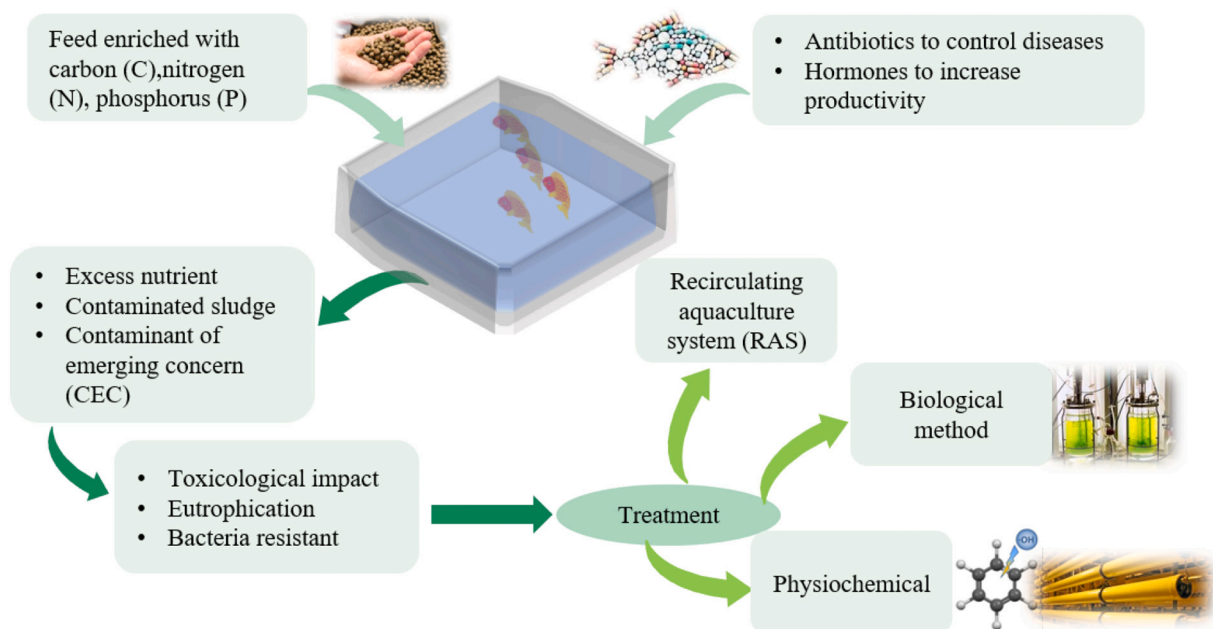 Feed enriched with
carbon (C),nitrogen
(N), phosphorus (P)
• Antibiotics to control diseases
• Hormones to increase
productivity
• Excess nutrient
• Contaminated sludge
• Contaminant of
emerging concern
(CEC)
Recirculating
aquaculture
system (RAS)
Biological
method
• Toxicological impact
• Eutrophication
• Bacteria resistant
Treatment
Physiochemical
·OH